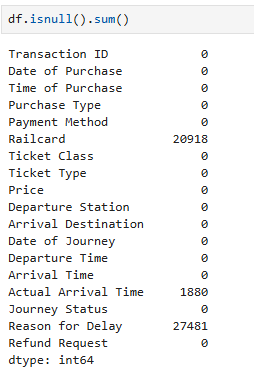 df.isnull().sum()
Transaction ID 0
Date of Purchase 0
Time of Purchase 0
Purchase Type 0
Payment Method 0
Railcard 20918
Ticket Class 0
Ticket Type 0
Price 0
Departure Station 0
Arrival Destination 0
Date of Journey 0
Departure Time 0
Arrival Time 0
Actual Arrival Time 1880
Journey Status 0
Reason for Delay 27481
Refund Request 0
dtype: int64